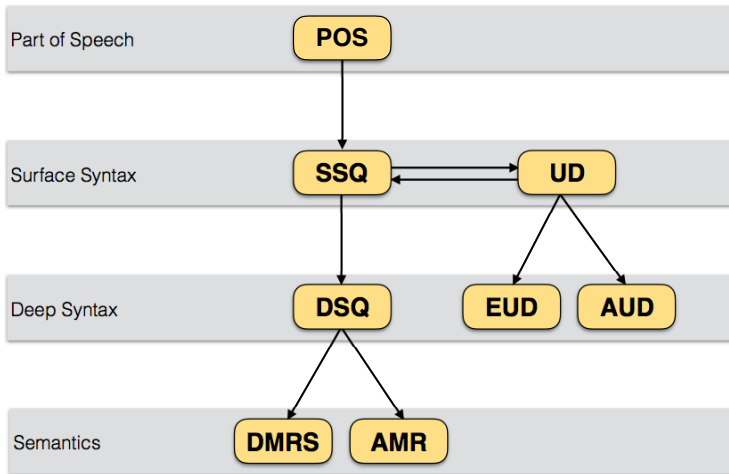 Part of Speech
POS
Surface Syntax
SSQ
UD
Deep Syntax
DSQ
EUD
AUD
Semantics
DMRS
AMR